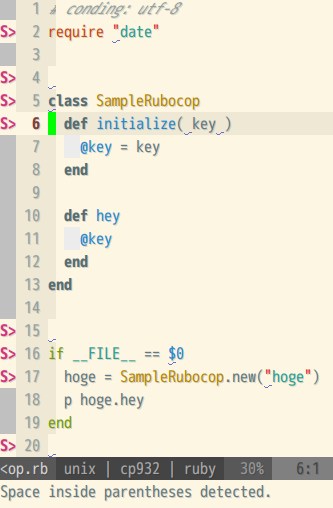 1 # conding: utf-8
S> 2 require "date"
3
S> 4
S> 5 class SampleRubocop
S> 6 def initialize( key )
7 @key = key
8 end
9
10 def hey
11 @key
12 end
13 end
14
S> 15
S> 16 if __FILE__ == $0
S> 17 hoge = SampleRubocop.new("hoge")
18 p hoge.hey
19 end
S> 20
<op.rb unix | cp932 | ruby 30% 6:1
Space inside parentheses detected.